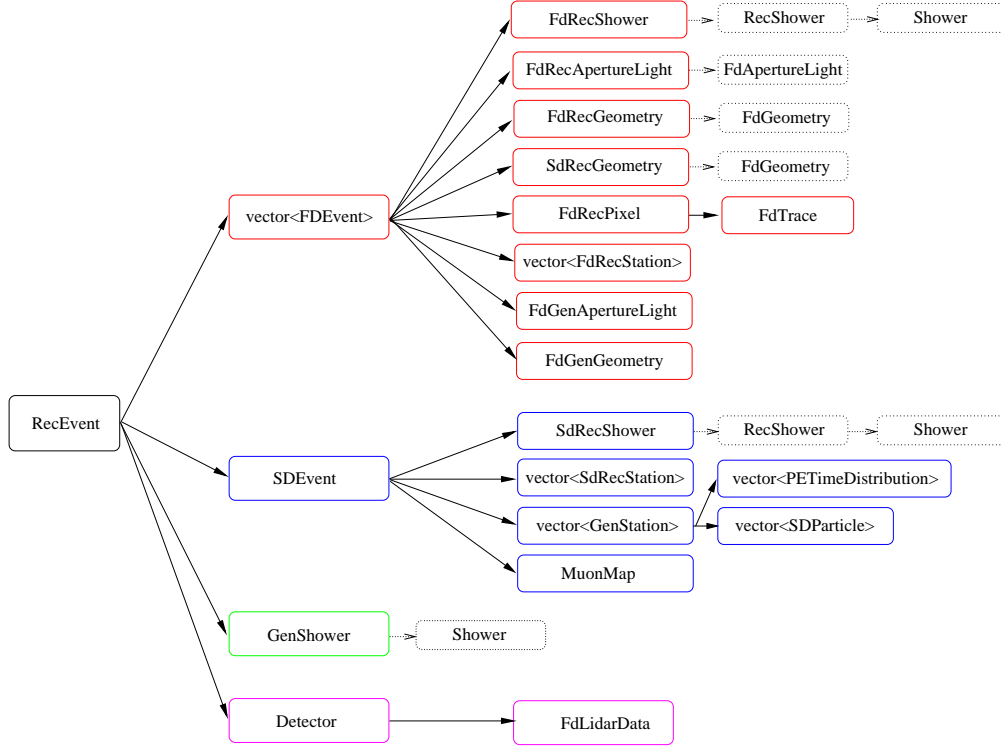 FdRecShower
RecShower
Shower
FdRecApertureLight
FdApertureLight
FdRecGeometry
FdGeometry
SdRecGeometry
FdGeometry
vector<FDEvent>
FdRecPixel
FdTrace
vector<FdRecStation>
FdGenApertureLight
FdGenGeometry
RecEvent
SdRecShower
RecShower
Shower
SDEvent
vector<SdRecStation>
vector<PETimeDistribution>
vector<GenStation>
vector<SDParticle>
MuonMap
GenShower
Shower
Detector
FdLidarData